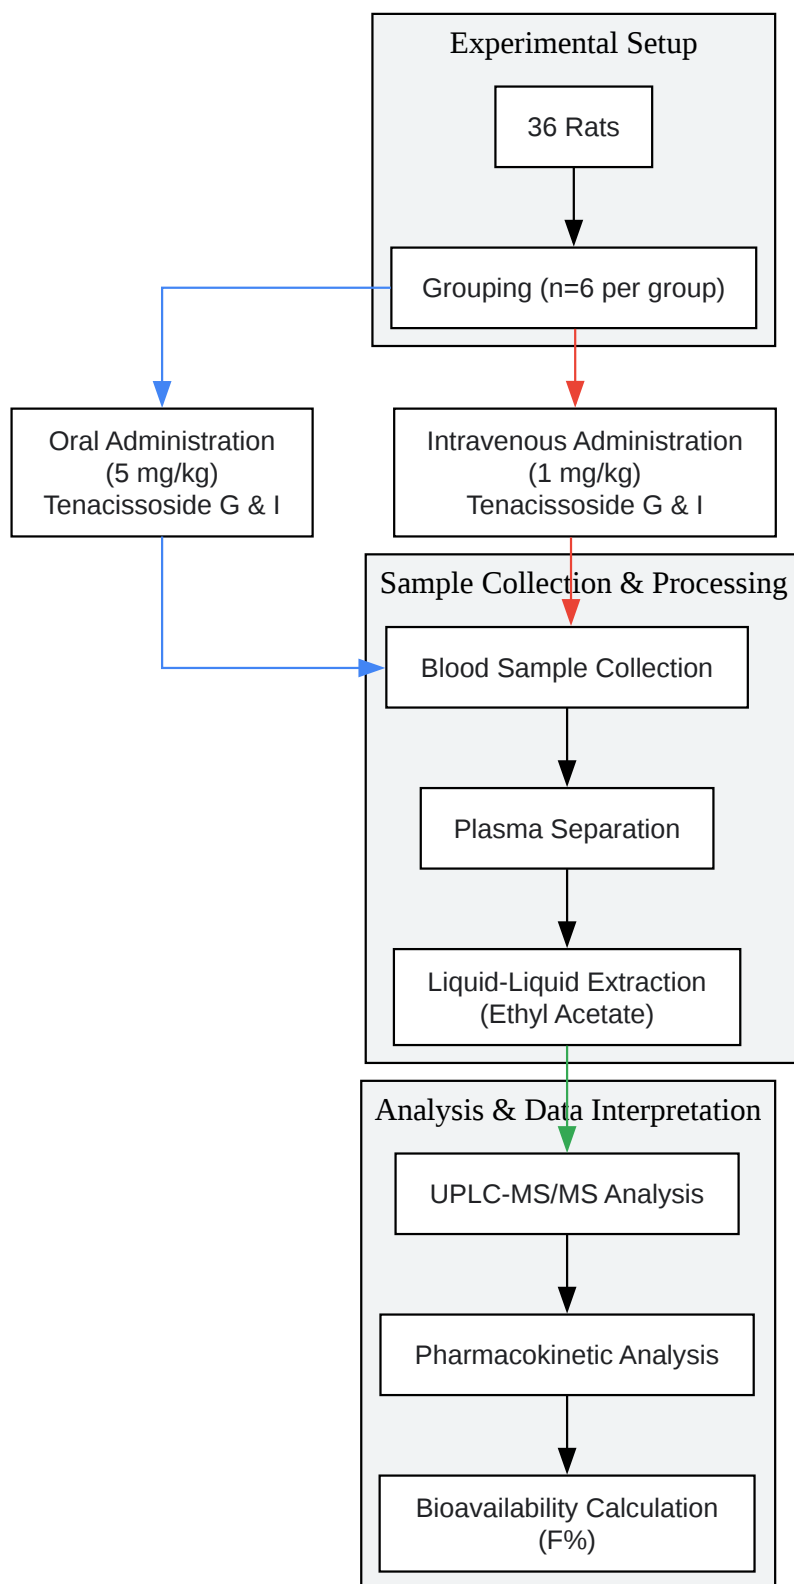 Experimental Setup
36 Rats
Grouping (n=6 per group)
Oral Administration
(5 mg/kg)
Tenacissoside G & I
Intravenous Administration
(1 mg/kg)
Tenacissoside G & I
Sample Collection & Processing
Blood Sample Collection
Plasma Separation
Liquid-Liquid Extraction
(Ethyl Acetate)
Analysis & Data Interpretation
UPLC-MS/MS Analysis
Pharmacokinetic Analysis
Bioavailability Calculation
(F%)